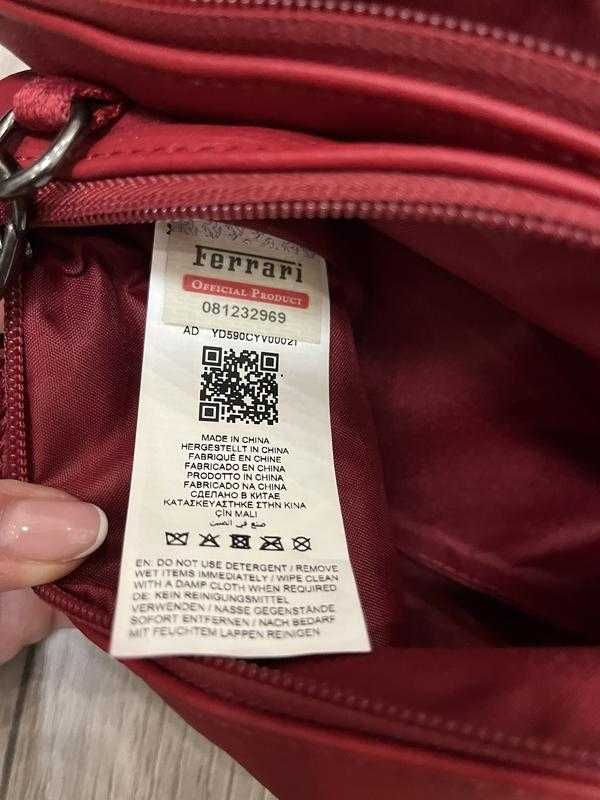 Ferrari
OFFICIAL PRODUCT
081232969
AD YD590CYV00021
MADE IN CHINA
HERGESTELLT IN CHINA
FABRIQUÉ EN CHINE
FABRICADO EN CHINA
PRODOTTO IN CHINA
FABRICADO NA CHINA
СДЕЛАНО В КИТАЕ
ΚΑΤΑΣΚΕΥΑΣΤΗΚΕ ΣΤΗΝ ΚΙΝΑ
ÇİN MALI
صنع في الصين
EN: DO NOT USE DETERGENT / REMOVE
WET ITEMS IMMEDIATELY / WIPE CLEAN
WITH A DAMP CLOTH WHEN REQUIRED
DE: KEIN REINIGUNGSMITTEL
VERWENDEN / NASSE GEGENSTÄNDE
SOFORT ENTFERNEN / NACH BEDARF
MIT FEUCHTEM LAPPEN REINIGEN